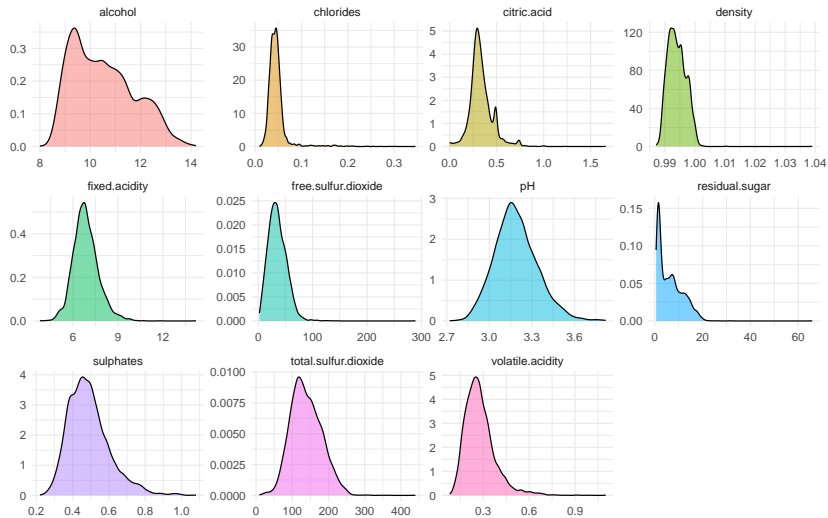 alcohol chlorides citric.acid density
0.3 30 5 120
0.2 20 4 80
0.1 10 3 40
0.0 0 2 0
1
0
8 10 12 14 0.0 0.1 0.2 0.3 0.0 0.5 1.0 1.5 0.99 1.00 1.01 1.02 1.03 1.04
fixed.acidity free.sulfur.dioxide pH residual.sugar
0.4 0.025 3 0.15
0.2 0.020 2 0.10
0.0 0.015 1 0.05
0.010 0 0.00
0.005
0.000
6 9 12 0 100 200 300 2.7 3.0 3.3 3.6 0 20 40 60
sulphates total.sulfur.dioxide volatile.acidity
4 0.0100 5
3 0.0075 4
2 0.0050 3
1 0.0025 2
0 0.0000 1
0
0.2 0.4 0.6 0.8 1.0 0 100 200 300 400 0.3 0.6 0.9